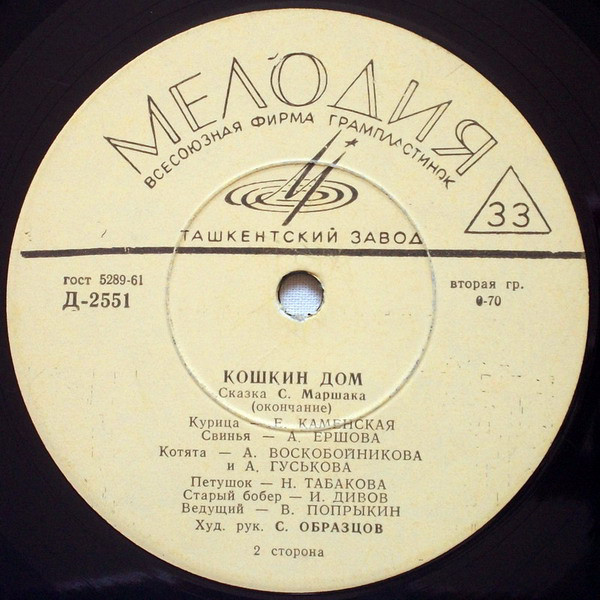 МЕЛОДИЯ
ВСЕСОЮЗНАЯ ФИРМА ГРАМПЛАСТИНОК
33
ТАШКЕНТСКИЙ ЗАВОД
гост 5289-61
Д-2551
вторая гр.
0-70
КОШКИН ДОМ
Сказка С. Маршака
(окончание)
Курица — Е. КАМЕНСКАЯ
Свинья — А. ЕРШОВА
Котята — А. ВОСКОБОЙНИКОВА
и А. ГУСЬКОВА
Петушок — Н. ТАБАКОВА
Старый бобер — И. ДИВОВ
Ведущий — В. ПОПРЫКИН
Худ. рук. С. ОБРАЗЦОВ
2 сторона